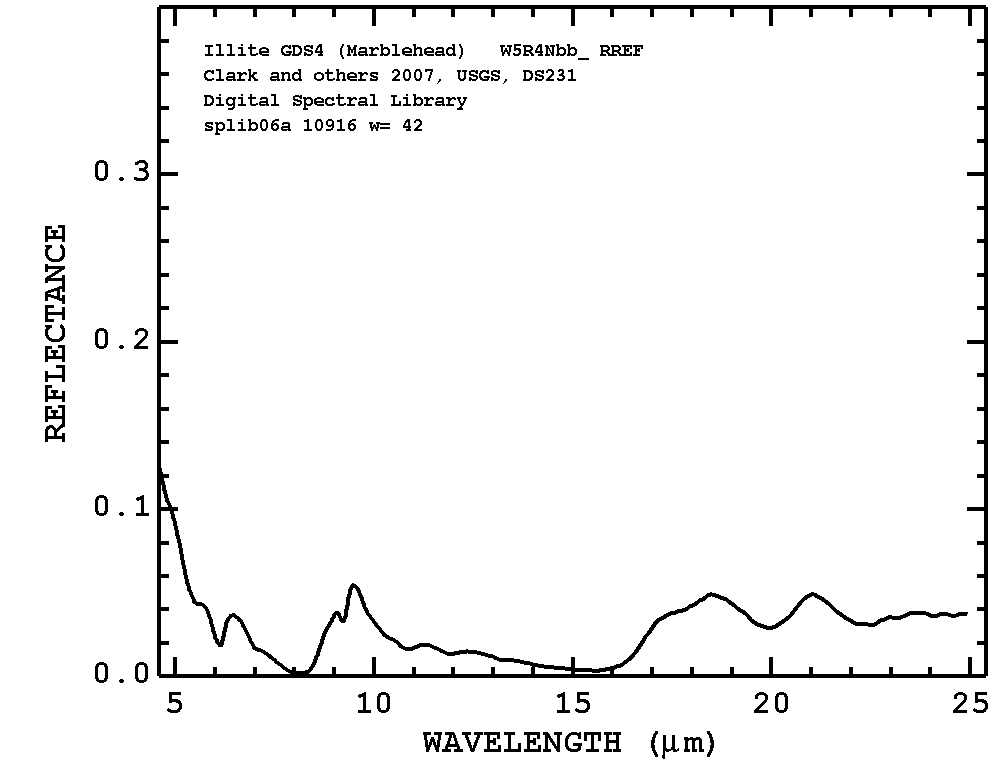 Illite GDS4 (Marblehead) W5R4Nbb_ RREF
Clark and others 2007, USGS, DS231
Digital Spectral Library
splib06a 10916 w= 42
0.3
0.2
0.1
0.0
REFLECTANCE
5 10 15 20 25
WAVELENGTH (µm)